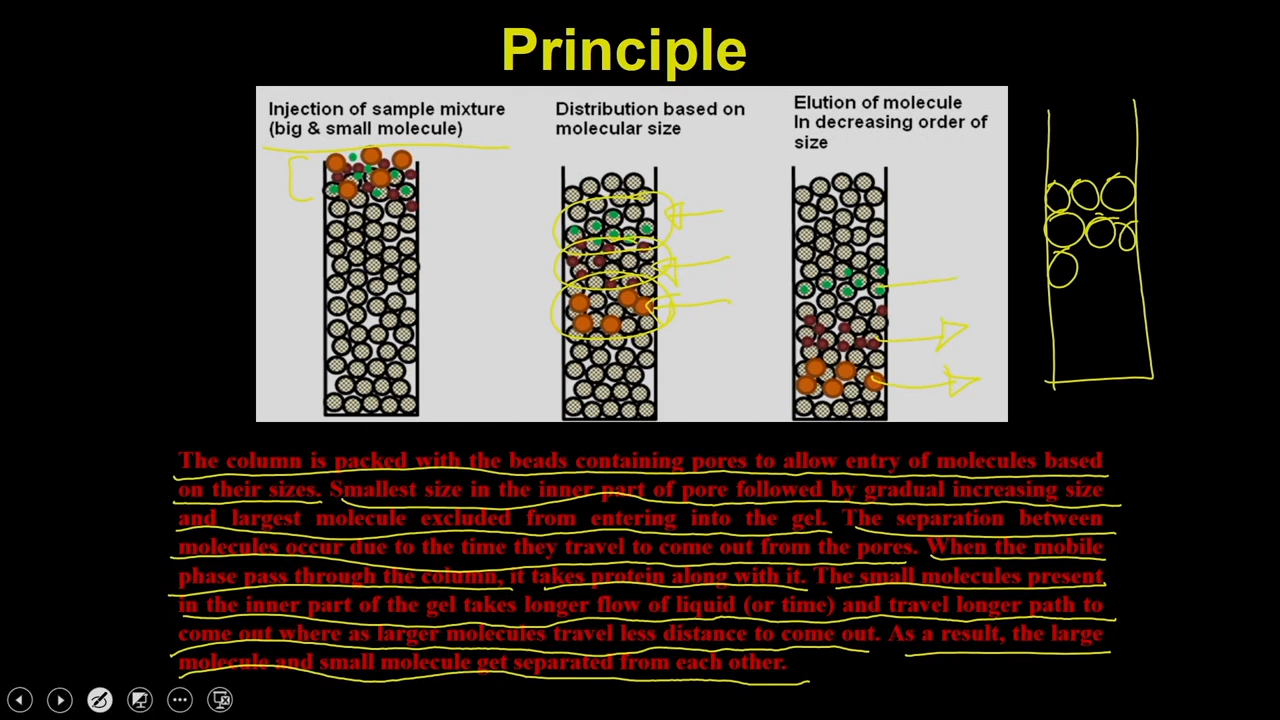 Principle
Injection of sample mixture
(big & small molecule)
Distribution based on
molecular size
Elution of molecule
In decreasing order of
size
The column is packed with the beads containing pores to allow entry of molecules based
on their sizes. Smallest size in the inner part of pore followed by gradual increasing size
and largest molecule excluded from entering into the gel. The separation between
molecules occur due to the time they travel to come out from the pores. When the mobile
phase pass through the column, it takes protein along with it. The small molecules present
in the inner part of the gel takes longer flow of liquid (or time) and travel longer path to
come out where as larger molecules travel less distance to come out. As a result, the large
molecule and small molecule get separated from each other.